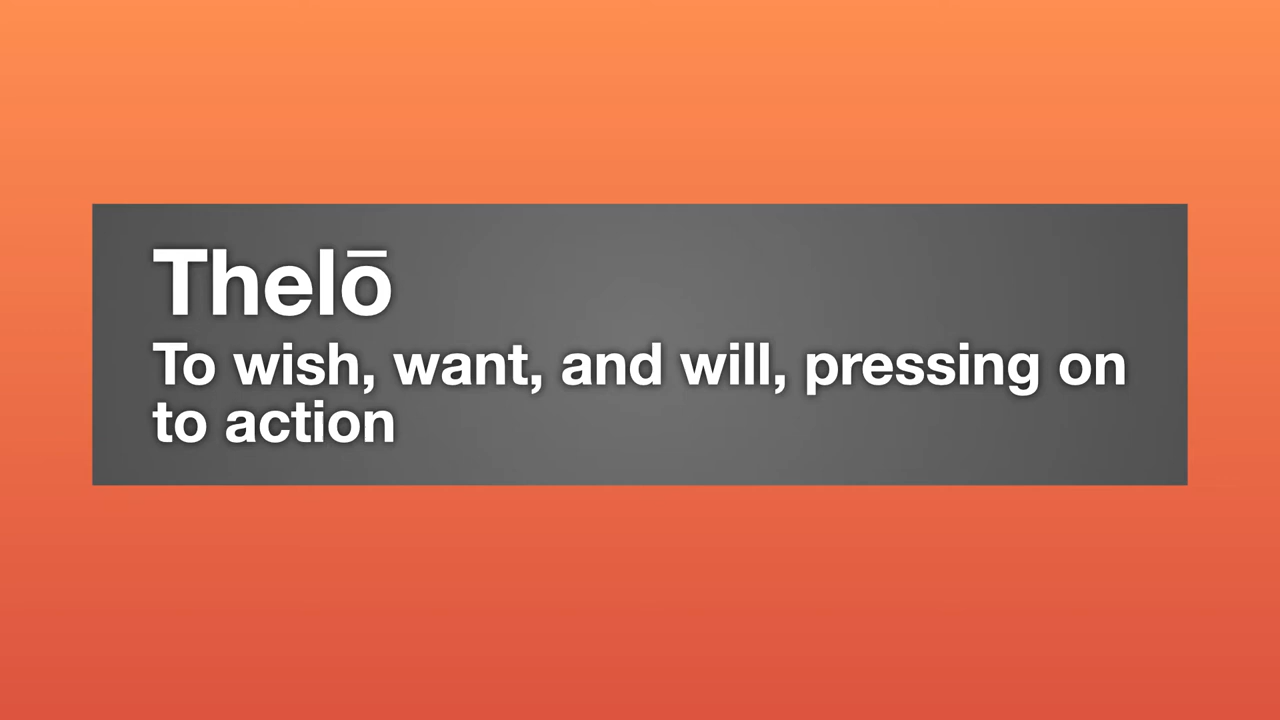 Thelō
To wish, want, and will, pressing on
to action